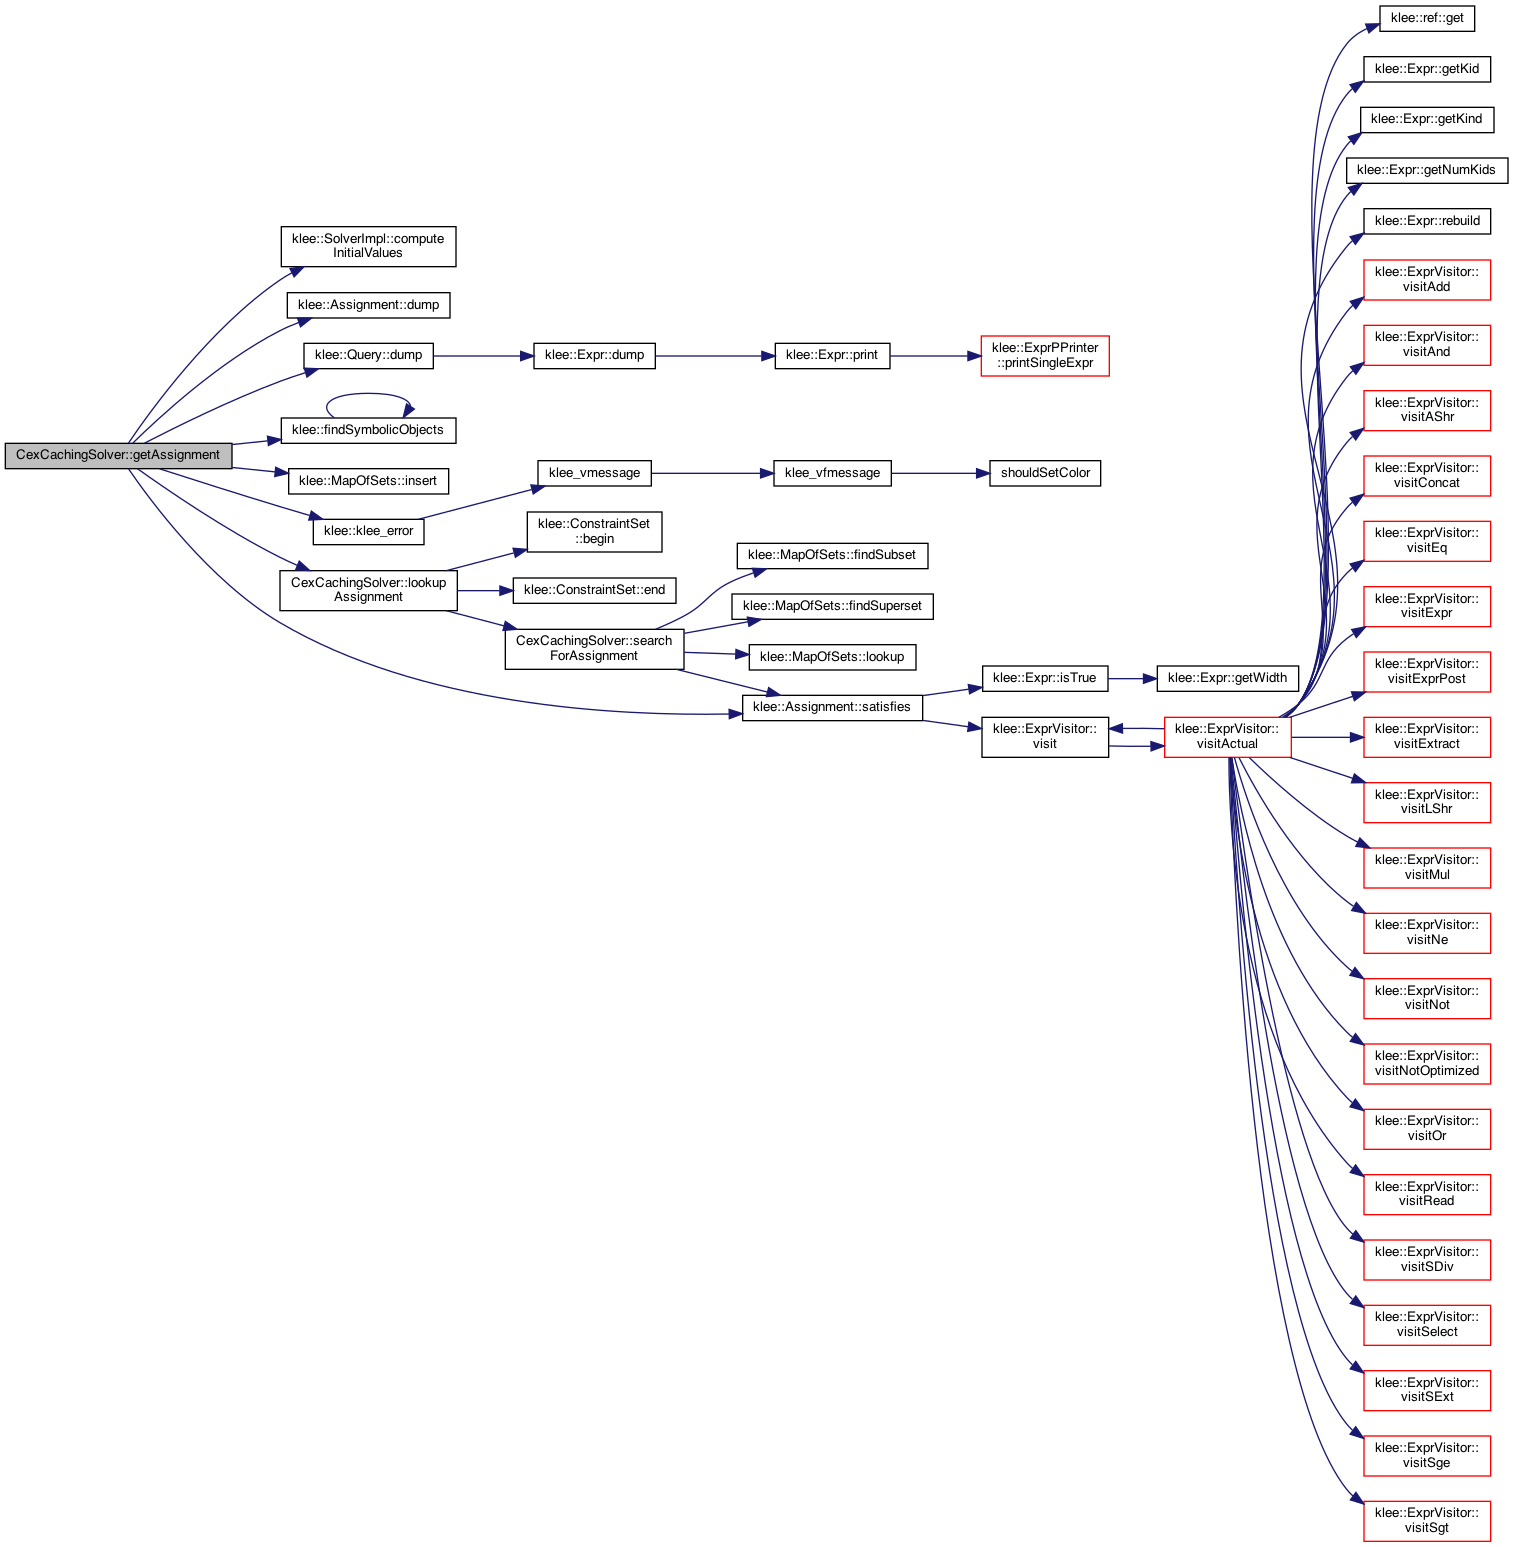 CexCachingSolver::getAssignment
klee::SolverImpl::compute
InitialValues
klee::Assignment::dump
klee::Query::dump
klee::findSymbolicObjects
klee::MapOfSets::insert
klee::klee_error
CexCachingSolver::lookup
Assignment
klee::Expr::dump
klee_vmessage
klee::ConstraintSet
::begin
klee::ConstraintSet::end
CexCachingSolver::search
ForAssignment
klee::Expr::print
klee_vfmessage
klee::MapOfSets::findSubset
klee::MapOfSets::findSuperset
klee::MapOfSets::lookup
klee::Assignment::satisfies
klee::ExprPPrinter
::printSingleExpr
shouldSetColor
klee::Expr::isTrue
klee::ExprVisitor::
visit
klee::Expr::getWidth
klee::ExprVisitor::
visitActual
klee::ref::get
klee::Expr::getKid
klee::Expr::getKind
klee::Expr::getNumKids
klee::Expr::rebuild
klee::ExprVisitor::
visitAdd
klee::ExprVisitor::
visitAnd
klee::ExprVisitor::
visitAShr
klee::ExprVisitor::
visitConcat
klee::ExprVisitor::
visitEq
klee::ExprVisitor::
visitExpr
klee::ExprVisitor::
visitExprPost
klee::ExprVisitor::
visitExtract
klee::ExprVisitor::
visitLShr
klee::ExprVisitor::
visitMul
klee::ExprVisitor::
visitNe
klee::ExprVisitor::
visitNot
klee::ExprVisitor::
visitNotOptimized
klee::ExprVisitor::
visitOr
klee::ExprVisitor::
visitRead
klee::ExprVisitor::
visitSDiv
klee::ExprVisitor::
visitSelect
klee::ExprVisitor::
visitSExt
klee::ExprVisitor::
visitSge
klee::ExprVisitor::
visitSgt